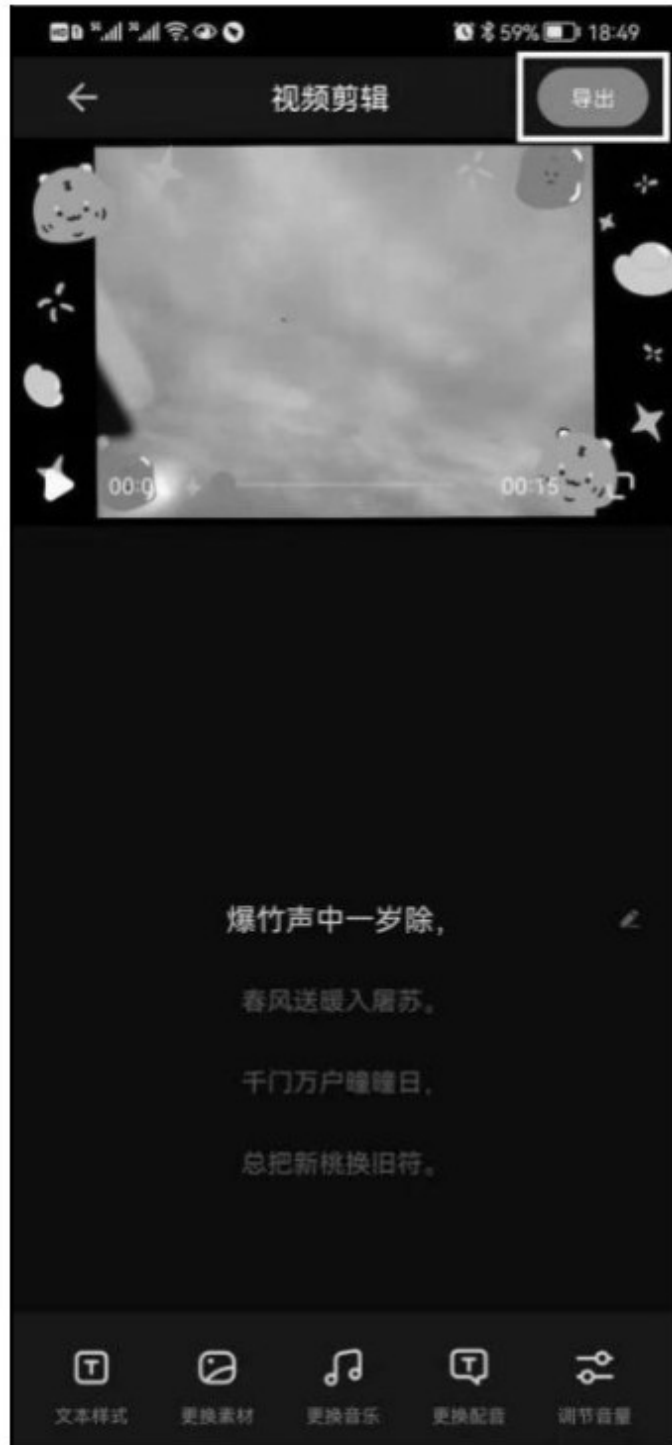 59% 18:49
视频剪辑
导出
00:15
爆竹声中一岁除，
春风送暖入屠苏。
千门万户曈曈日，
总把新桃换旧符。
文本样式 更换素材 更换音乐 更换配音 调节音量